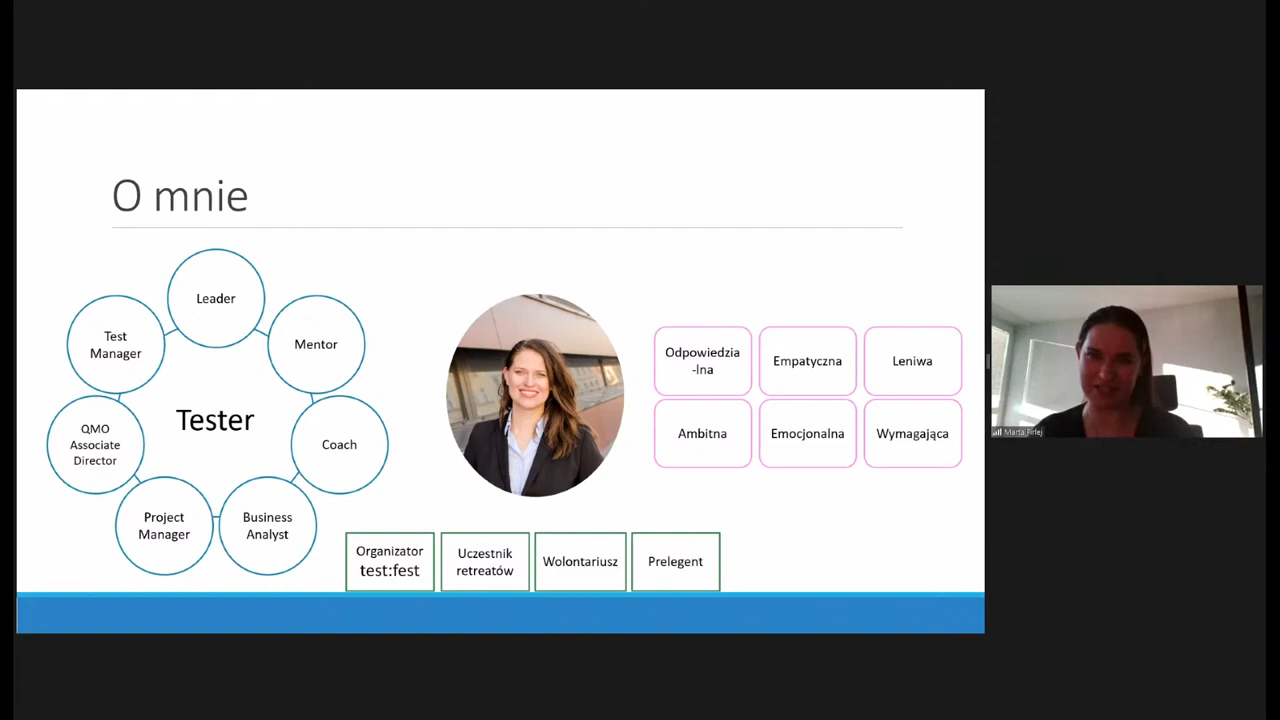 O mnie
Leader
Test
Manager
Mentor
Tester
QMO
Associate
Director
Coach
Project
Manager
Business
Analyst
Odpowiedzia
-lna
Empatyczna
Leniwa
Ambitna
Emocjonalna
Wymagająca
Organizator
test:fest
Uczestnik
retreatów
Wolontariusz
Prelegent
Marta Firlej